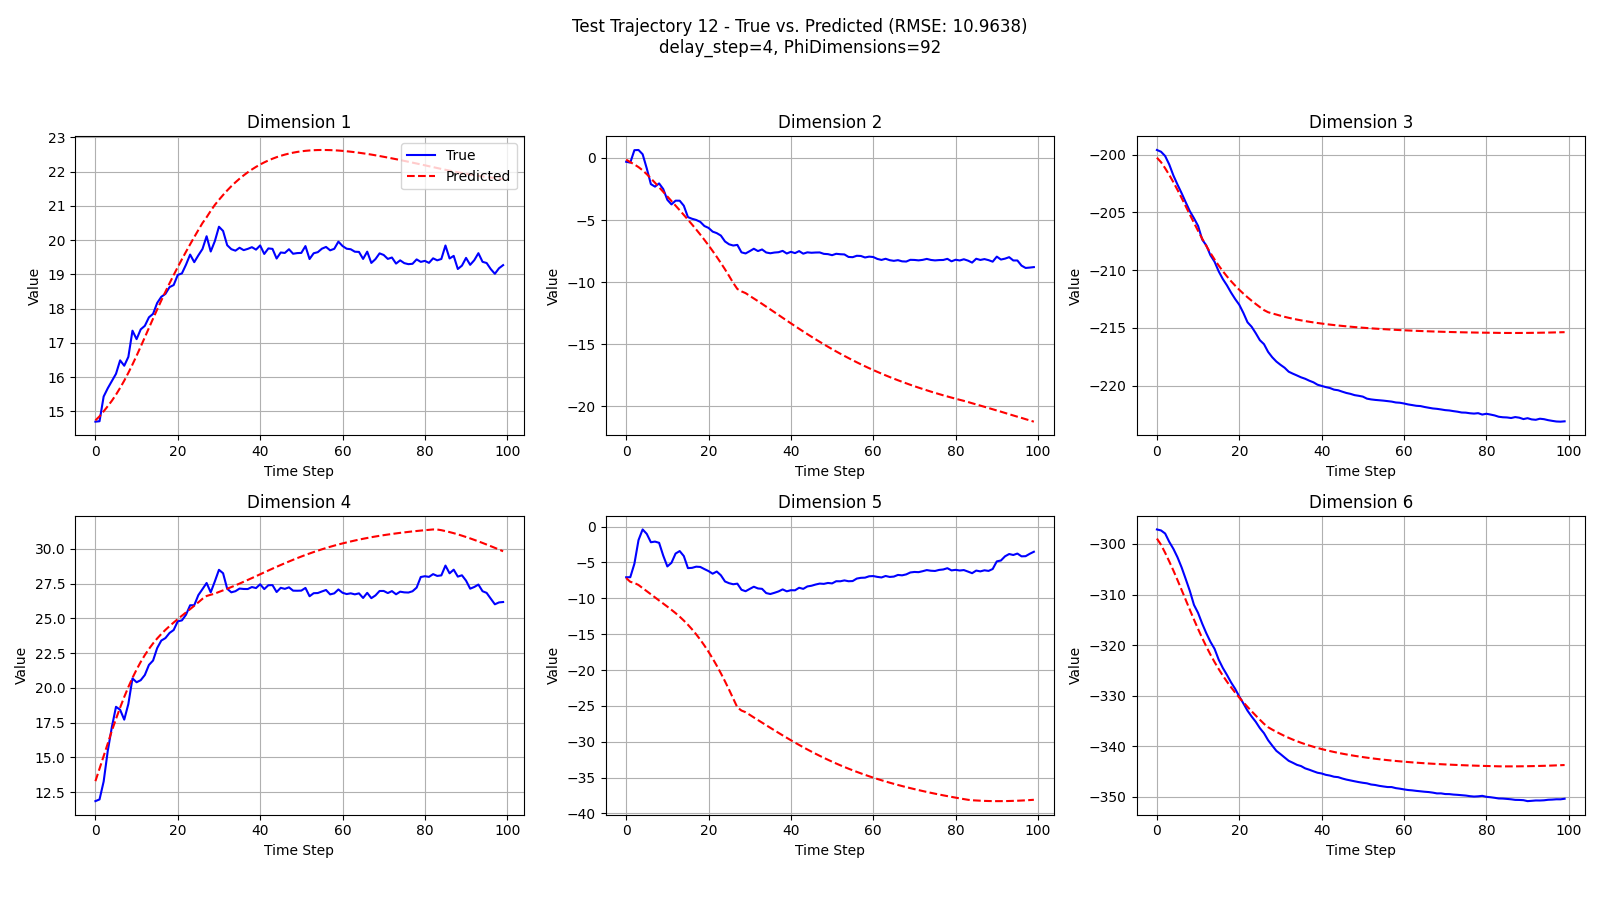 Test Trajectory 12 - True vs. Predicted (RMSE: 10.9638)
delay_step=4, PhiDimensions=92
Dimension 1
23
22
21
20
19
18
17
16
15
Value
0 20 40 60 80 100
Time Step
True
Predicted
Dimension 2
0
−5
−10
−15
−20
Value
0 20 40 60 80 100
Time Step
Dimension 3
−200
−205
−210
−215
−220
Value
0 20 40 60 80 100
Time Step
Dimension 4
30.0
27.5
25.0
22.5
20.0
17.5
15.0
12.5
Value
0 20 40 60 80 100
Time Step
Dimension 5
0
−5
−10
−15
−20
−25
−30
−35
−40
Value
0 20 40 60 80 100
Time Step
Dimension 6
−300
−310
−320
−330
−340
−350
Value
0 20 40 60 80 100
Time Step